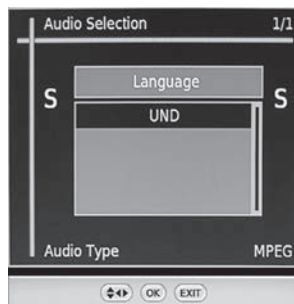 Audio Selection 1/1
Language
S S
UND
Audio Type MPEG
OK EXIT